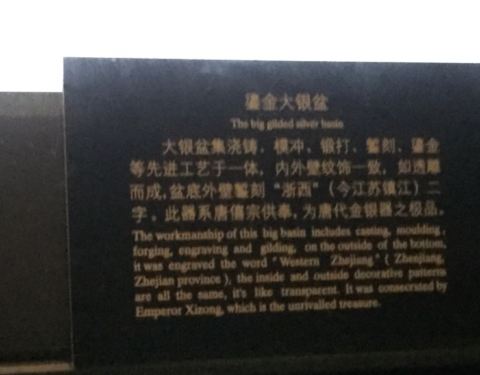 鎏金大银盆
The big gilded silver basin
大银盆集浇铸、模冲、锻打、錾刻、鎏金
等先进工艺于一体，内外壁纹饰一致，如透雕
而成，盆底外壁錾刻“浙西”（今江苏镇江）二
字。此器系唐僖宗供奉，为唐代金银器之极品。
The workmanship of this big basin includes casting, moulding,
forging, engraving and gilding, on the outside of the bottom,
it was engraved the word "Western Zhejiang" ( Zhenjiang,
Zhejian province ), the inside and outside decorative patterns
are all the same, it's like transparent. It was consecrated by
Emperor Xizong, which is the unrivalled treasure.